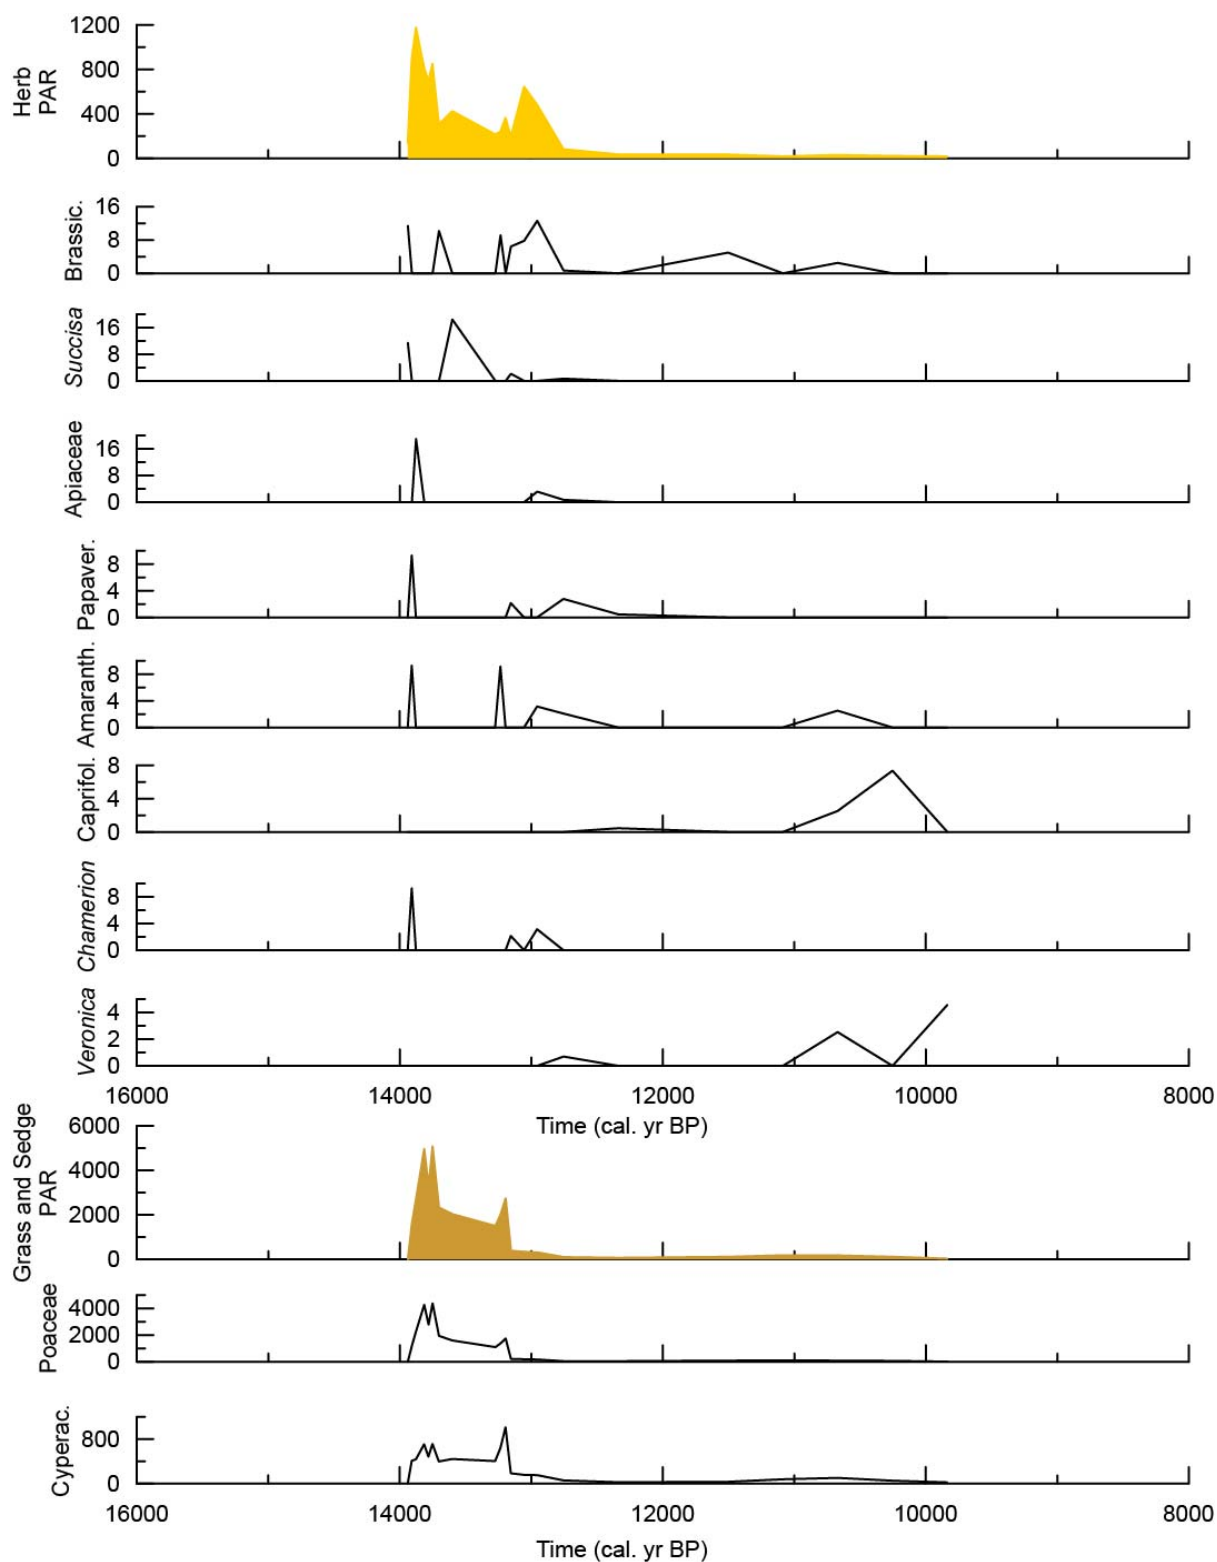 Herb
PAR
1200
800
400
0
Brassic.
16
8
0
Succisa
16
8
0
Apiaceae
16
8
0
Papaver.
8
4
0
Amaranth.
8
4
0
Caprifol.
8
4
0
Chamerion
8
4
0
Veronica
4
2
0
16000 14000 12000 10000 8000
Time (cal. yr BP)
Grass and Sedge
PAR
6000
4000
2000
0
Poaceae
4000
2000
0
Cyperac.
800
0
16000 14000 12000 10000 8000
Time (cal. yr BP)